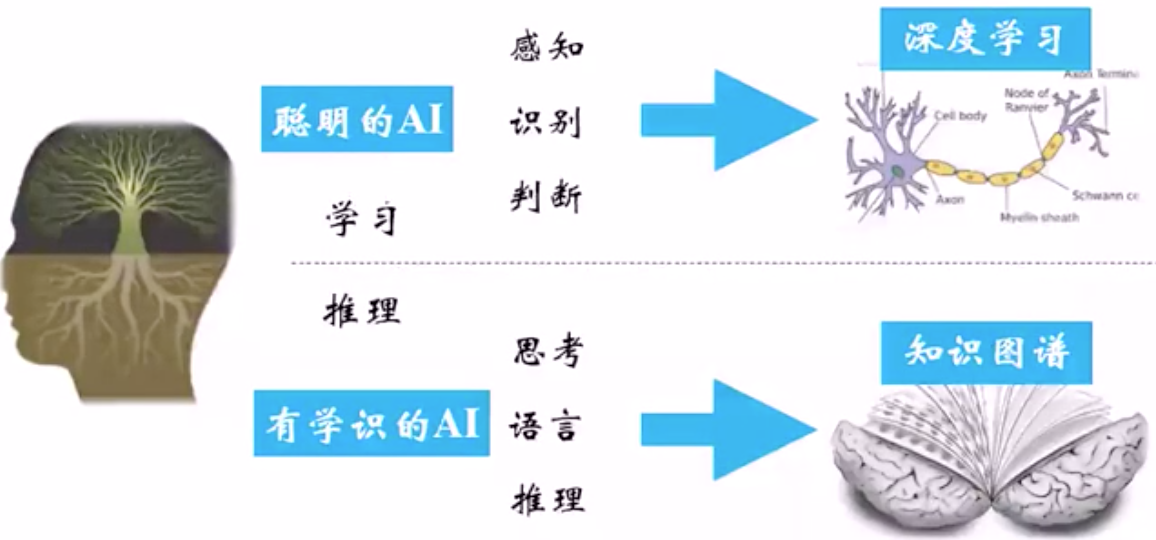 感知
深度学习
聪明的AI
识别
判断
学习
Axon Termina
Node of
Ranvier
Cell body
Axon
Schwann ce
Myelin sheath
推理
思考
知识图谱
有学识的AI
语言
推理